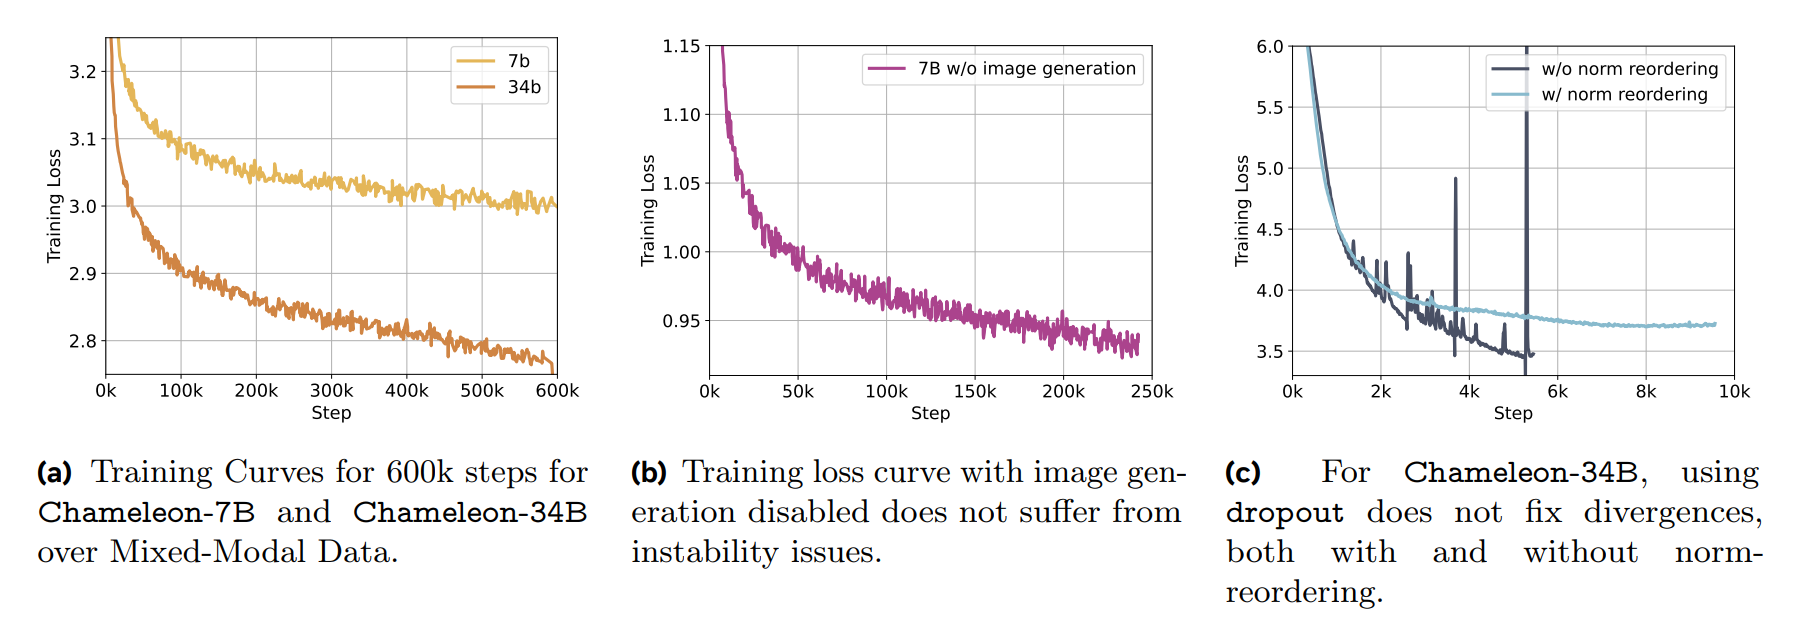 3.2
3.1
3.0
2.9
2.8
Training Loss
0k 100k 200k 300k 400k 500k 600k
Step
7b
34b
1.15
1.10
1.05
1.00
0.95
Training Loss
0k 50k 100k 150k 200k 250k
Step
7B w/o image generation
6.0
5.5
5.0
4.5
4.0
3.5
Training Loss
0k 2k 4k 6k 8k 10k
Step
w/o norm reordering
w/ norm reordering
(a) Training Curves for 600k steps for
Chameleon-7B and Chameleon-34B
over Mixed-Modal Data.
(b) Training loss curve with image gen-
eration disabled does not suffer from
instability issues.
(c) For Chameleon-34B, using
dropout does not fix divergences,
both with and without norm-
reordering.